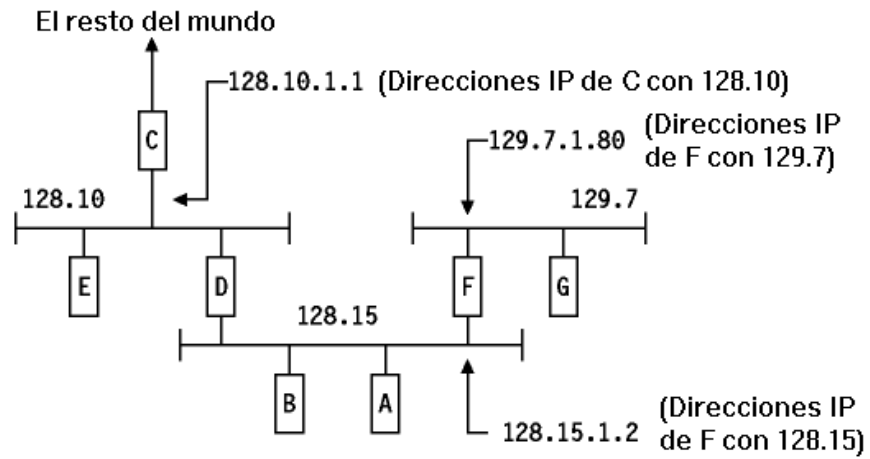 El resto del mundo
128.10.1.1 (Direcciones IP de C con 128.10)
C
129.7.1.80 (Direcciones IP
de F con 129.7)
128.10
129.7
E
D
F
G
128.15
B
A
128.15.1.2 (Direcciones IP
de F con 128.15)